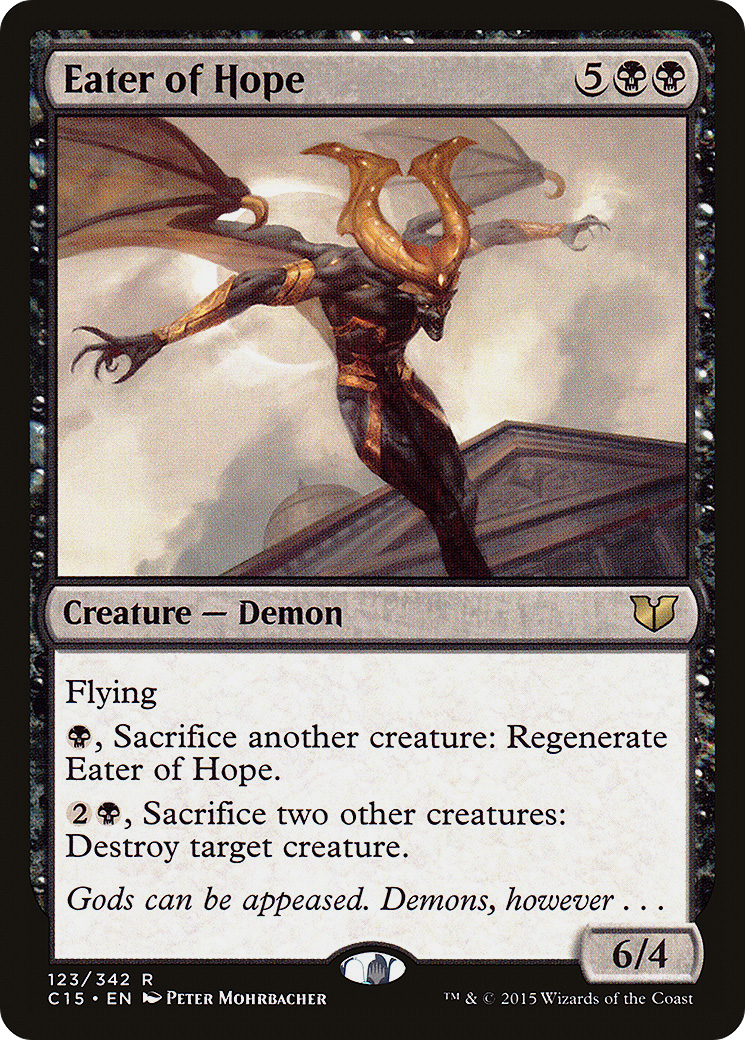 Eater of Hope 5
Creature — Demon
Flying
, Sacrifice another creature: Regenerate
Eater of Hope.
2 , Sacrifice two other creatures:
Destroy target creature.
Gods can be appeased. Demons, however . . .
6/4
123/342 R
C15 • EN Peter Mohrbacher
™ & © 2015 Wizards of the Coast